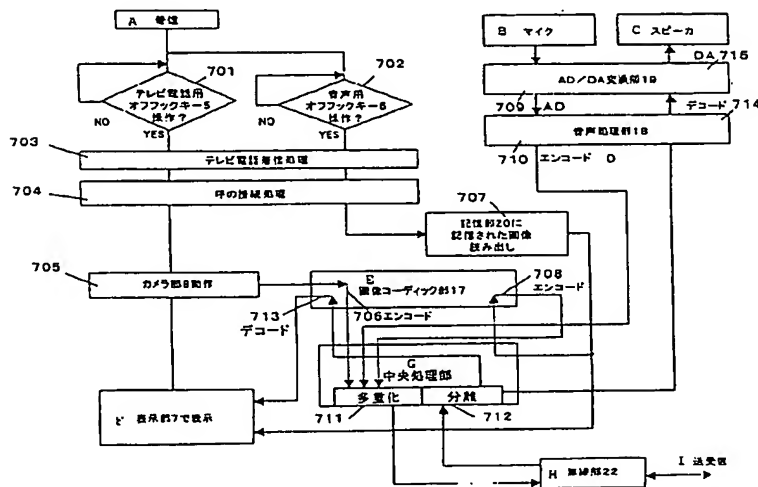 A 着信
701
テレビ電話用
オフフックキー5
操作?
NO
YES
702
音声用
オフフックキー6
操作?
NO
YES
703
テレビ電話着信処理
704
呼の接続処理
705
カメラ部8動作
707
記憶部20に
記憶された画像
読み出し
B マイク
C スピーカ
DA
715
AD/DA変換部19
709
AD
デコード
714
音声処理部18
710
エンコード D
E
画像コーディック部17
708
エンコード
713
デコード
706エンコード
G
中央処理部
多重化
分離
711
712
表示部7で表示
H 無線部22
I 送受信